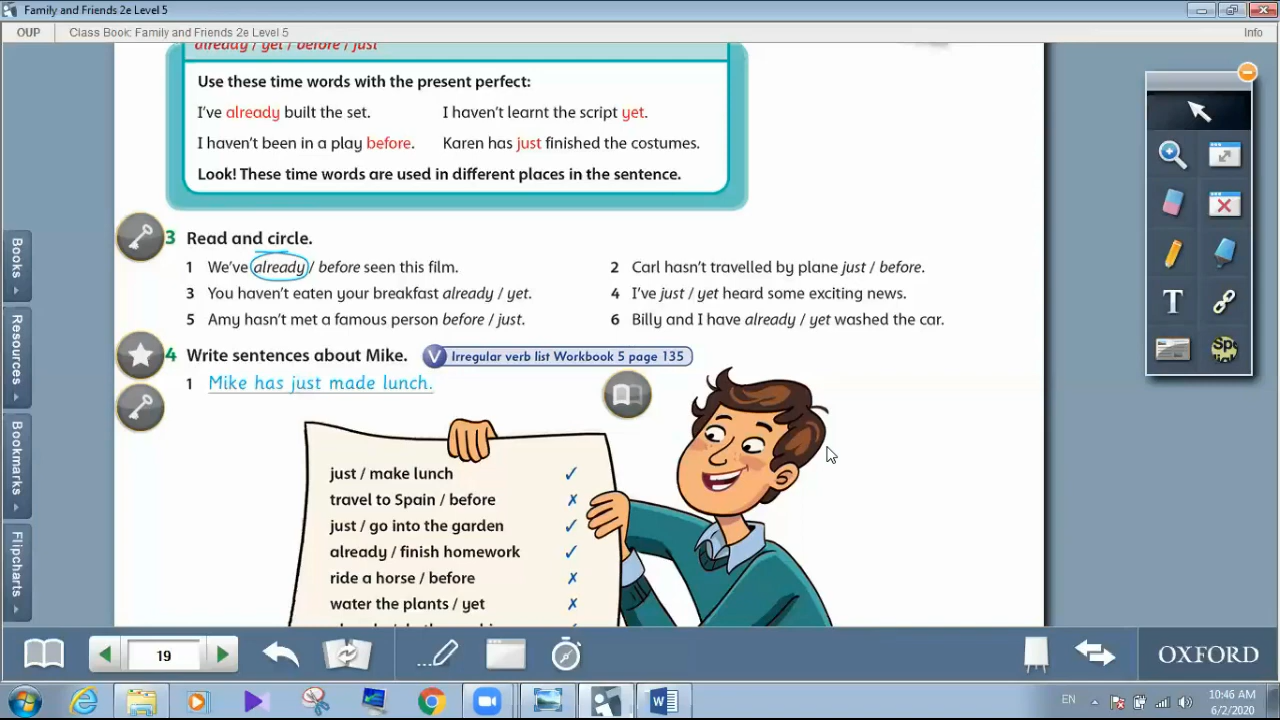 Family and Friends 2e Level 5
OUP
Class Book: Family and Friends 2e Level 5
Info
already / yet / before / just
Use these time words with the present perfect:
I've already built the set.
I haven't learnt the script yet.
I haven't been in a play before.
Karen has just finished the costumes.
Look! These time words are used in different places in the sentence.
3 Read and circle.
1 We've already / before seen this film.
2 Carl hasn't travelled by plane just / before.
3 You haven't eaten your breakfast already / yet.
4 I've just / yet heard some exciting news.
5 Amy hasn't met a famous person before / just.
6 Billy and I have already / yet washed the car.
4 Write sentences about Mike.
V Irregular verb list Workbook 5 page 135
1 Mike has just made lunch.
just / make lunch ✓
travel to Spain / before ✗
just / go into the garden ✓
already / finish homework ✓
ride a horse / before ✗
water the plants / yet ✗
Books
Resources
Bookmarks
Flipcharts
T
Spe
19
OXFORD
EN
10:46 AM
6/2/2020